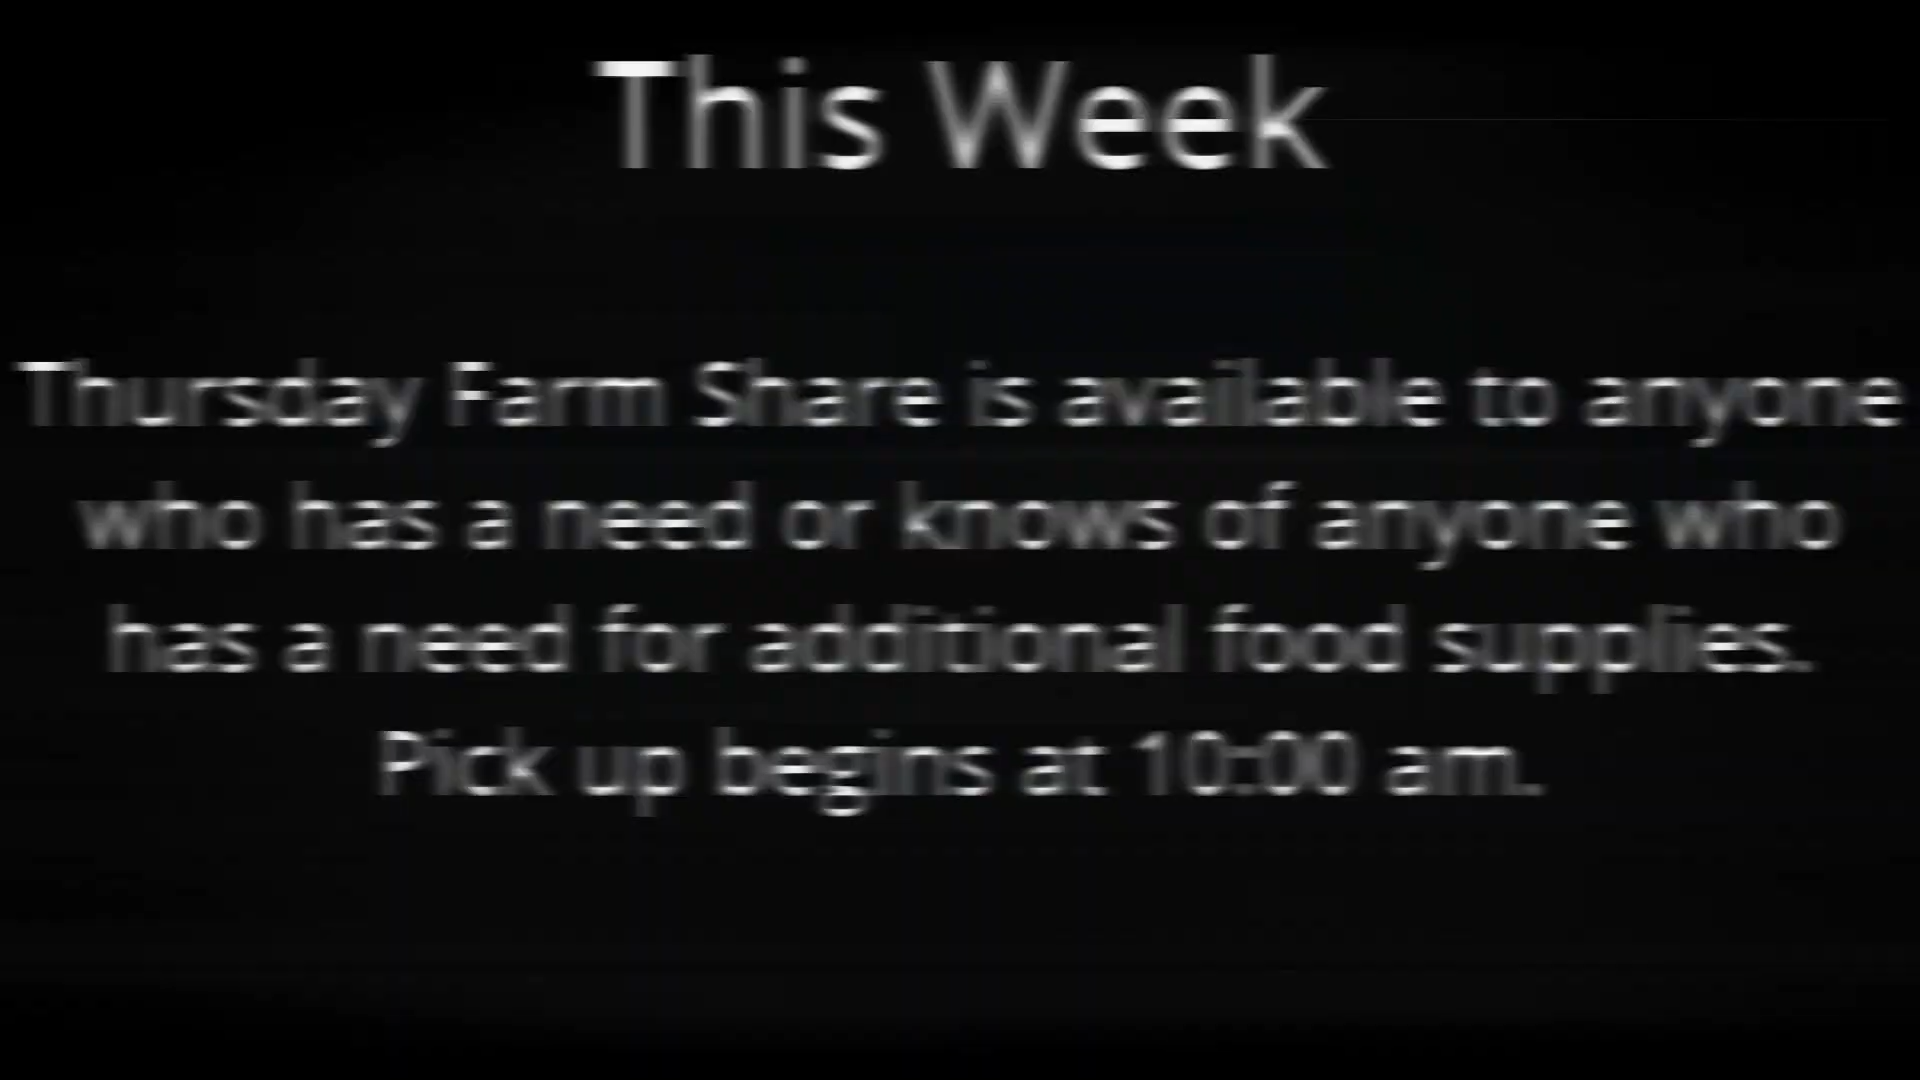 This Week
Thursday Farm Share is available to anyone
who has a need or knows of anyone who
has a need for additional food supplies.
Pick up begins at 10:00 am.